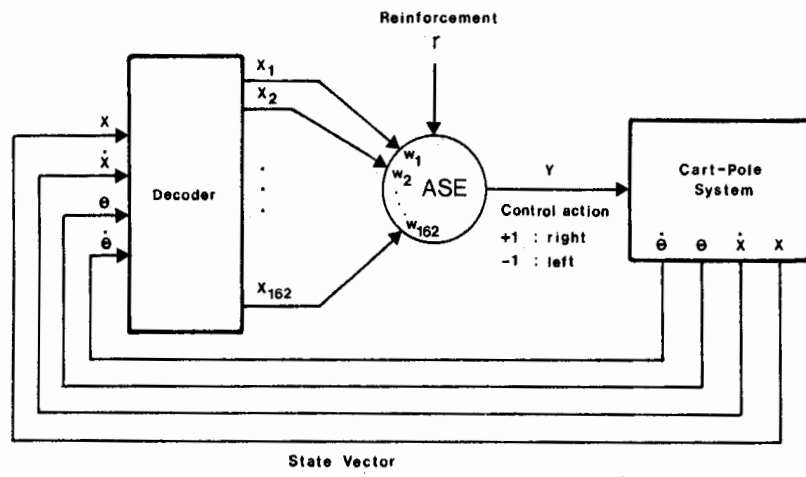 Reinforcement
r
X₁
X₂
X
Ẋ
θ
θ̇
Decoder
.
.
.
X₁₆₂
w₁
w₂
.
.
.
w₁₆₂
ASE
Y
Control action
+1 : right
-1 : left
Cart-Pole
System
θ̇ θ Ẋ X
State Vector